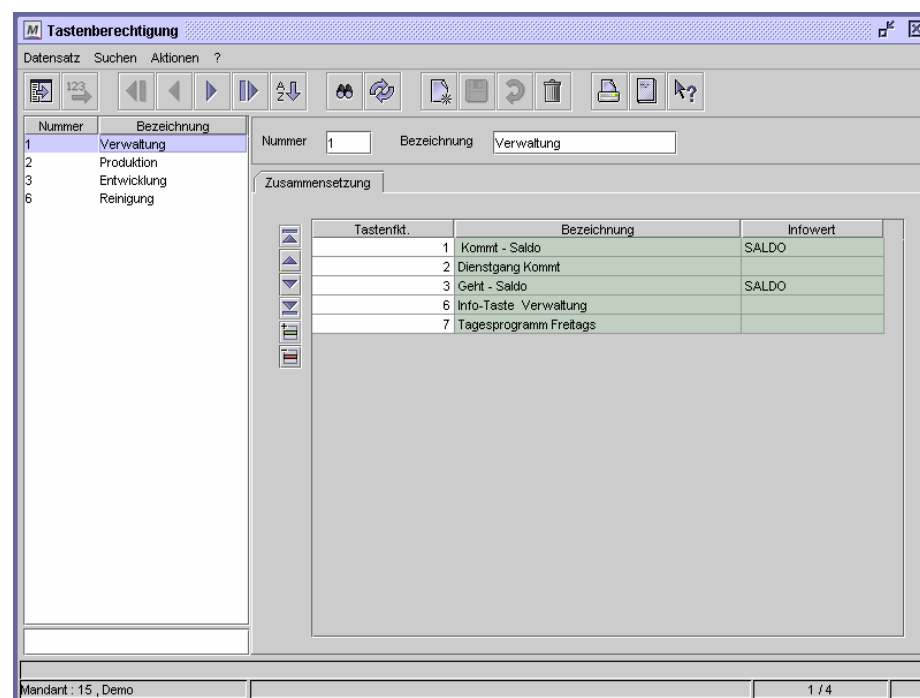 M Tastenberechtigung
Datensatz Suchen Aktionen ?
123 A Z ?
Nummer Bezeichnung
1 Verwaltung
2 Produktion
3 Entwicklung
6 Reinigung
Nummer 1 Bezeichnung Verwaltung
Zusammensetzung
Tastenfkt. Bezeichnung Infowert
1 Kommt - Saldo SALDO
2 Dienstgang Kommt
3 Geht - Saldo SALDO
6 Info-Taste Verwaltung
7 Tagesprogramm Freitags
Mandant : 15 , Demo 1 / 4